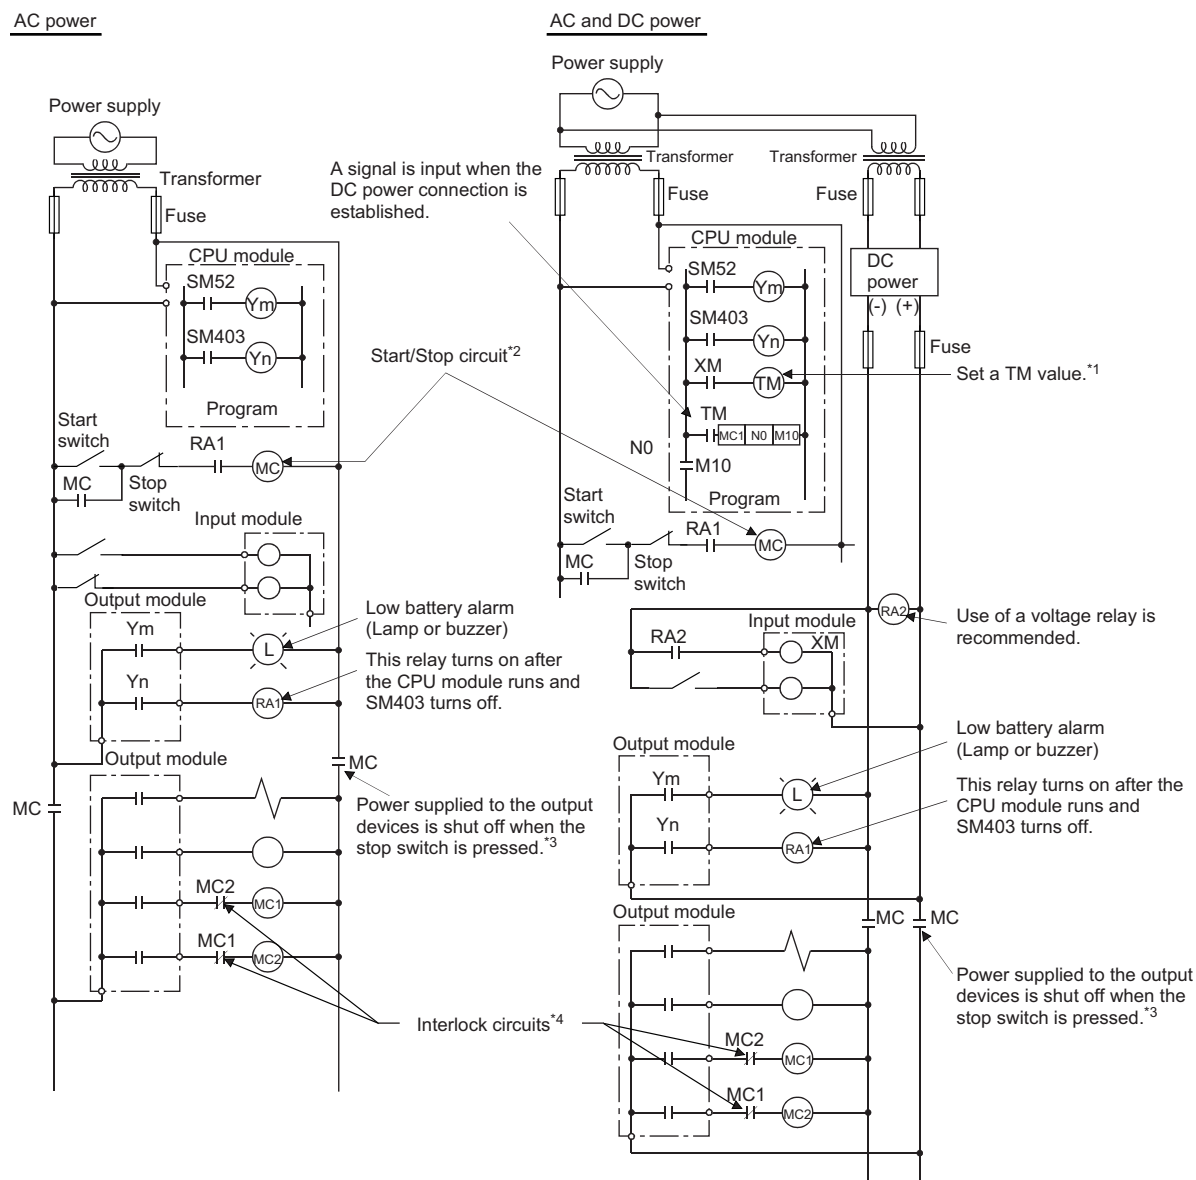 AC power
Power supply
Transformer
Fuse
CPU module
SM52
Ym
SM403
Yn
Program
Start/Stop circuit*2
Start
switch
RA1
MC
MC
Stop
switch
Input module
Output module
Ym
L
Low battery alarm
(Lamp or buzzer)
Yn
RA1
This relay turns on after
the CPU module runs and
SM403 turns off.
Output module
MC
MC
Power supplied to the output
devices is shut off when the
stop switch is pressed.*3
MC2
MC1
MC1
MC2
Interlock circuits*4
AC and DC power
Power supply
Transformer
Transformer
A signal is input when the
DC power connection is
established.
Fuse
Fuse
CPU module
DC
power
(-) (+)
Fuse
SM52
Ym
SM403
Yn
XM
TM
Set a TM value.*1
TM
MC1 N0 M10
N0
M10
Program
Start
switch
RA1
MC
MC
Stop
switch
RA2
Use of a voltage relay is
recommended.
Input module
RA2
XM
Output module
Ym
L
Low battery alarm
(Lamp or buzzer)
Yn
RA1
This relay turns on after the
CPU module runs and
SM403 turns off.
Output module
MC
MC
Power supplied to the output
devices is shut off when the
stop switch is pressed.*3
MC2
MC1
MC1
MC2